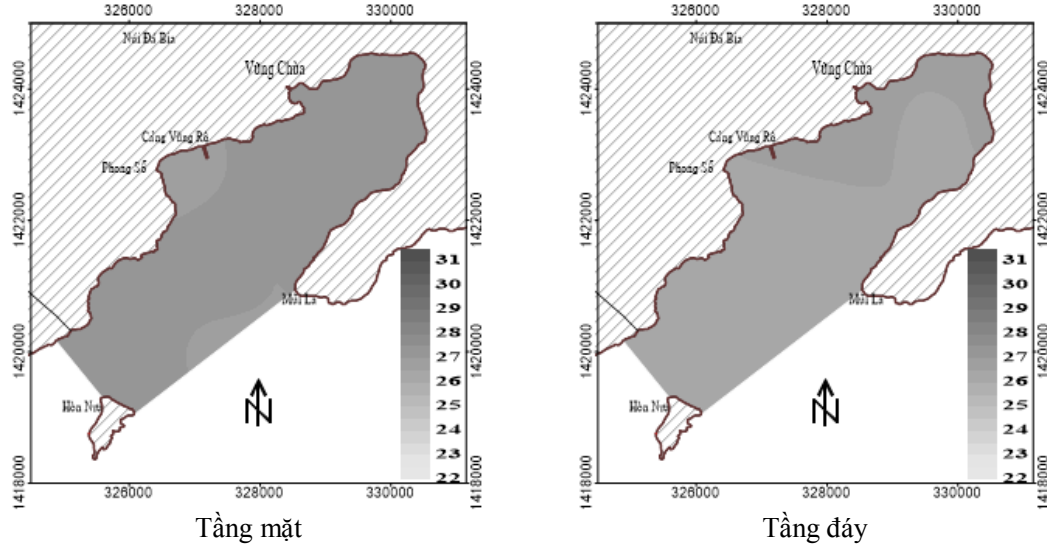 326000 328000 330000
1424000
1422000
1420000
1418000
Núi Đá Bia
Vũng Chùa
Cảng Vũng Rô
Phong Số
Mũi La
Hòn Nưa
31
30
29
28
27
26
25
24
23
22
N
1424000
1422000
1420000
1418000
326000 328000 330000
Tầng mặt
326000 328000 330000
1424000
1422000
1420000
1418000
Núi Đá Bia
Vũng Chùa
Cảng Vũng Rô
Phong Số
Mũi La
Hòn Nưa
31
30
29
28
27
26
25
24
23
22
N
1424000
1422000
1420000
1418000
326000 328000 330000
Tầng đáy